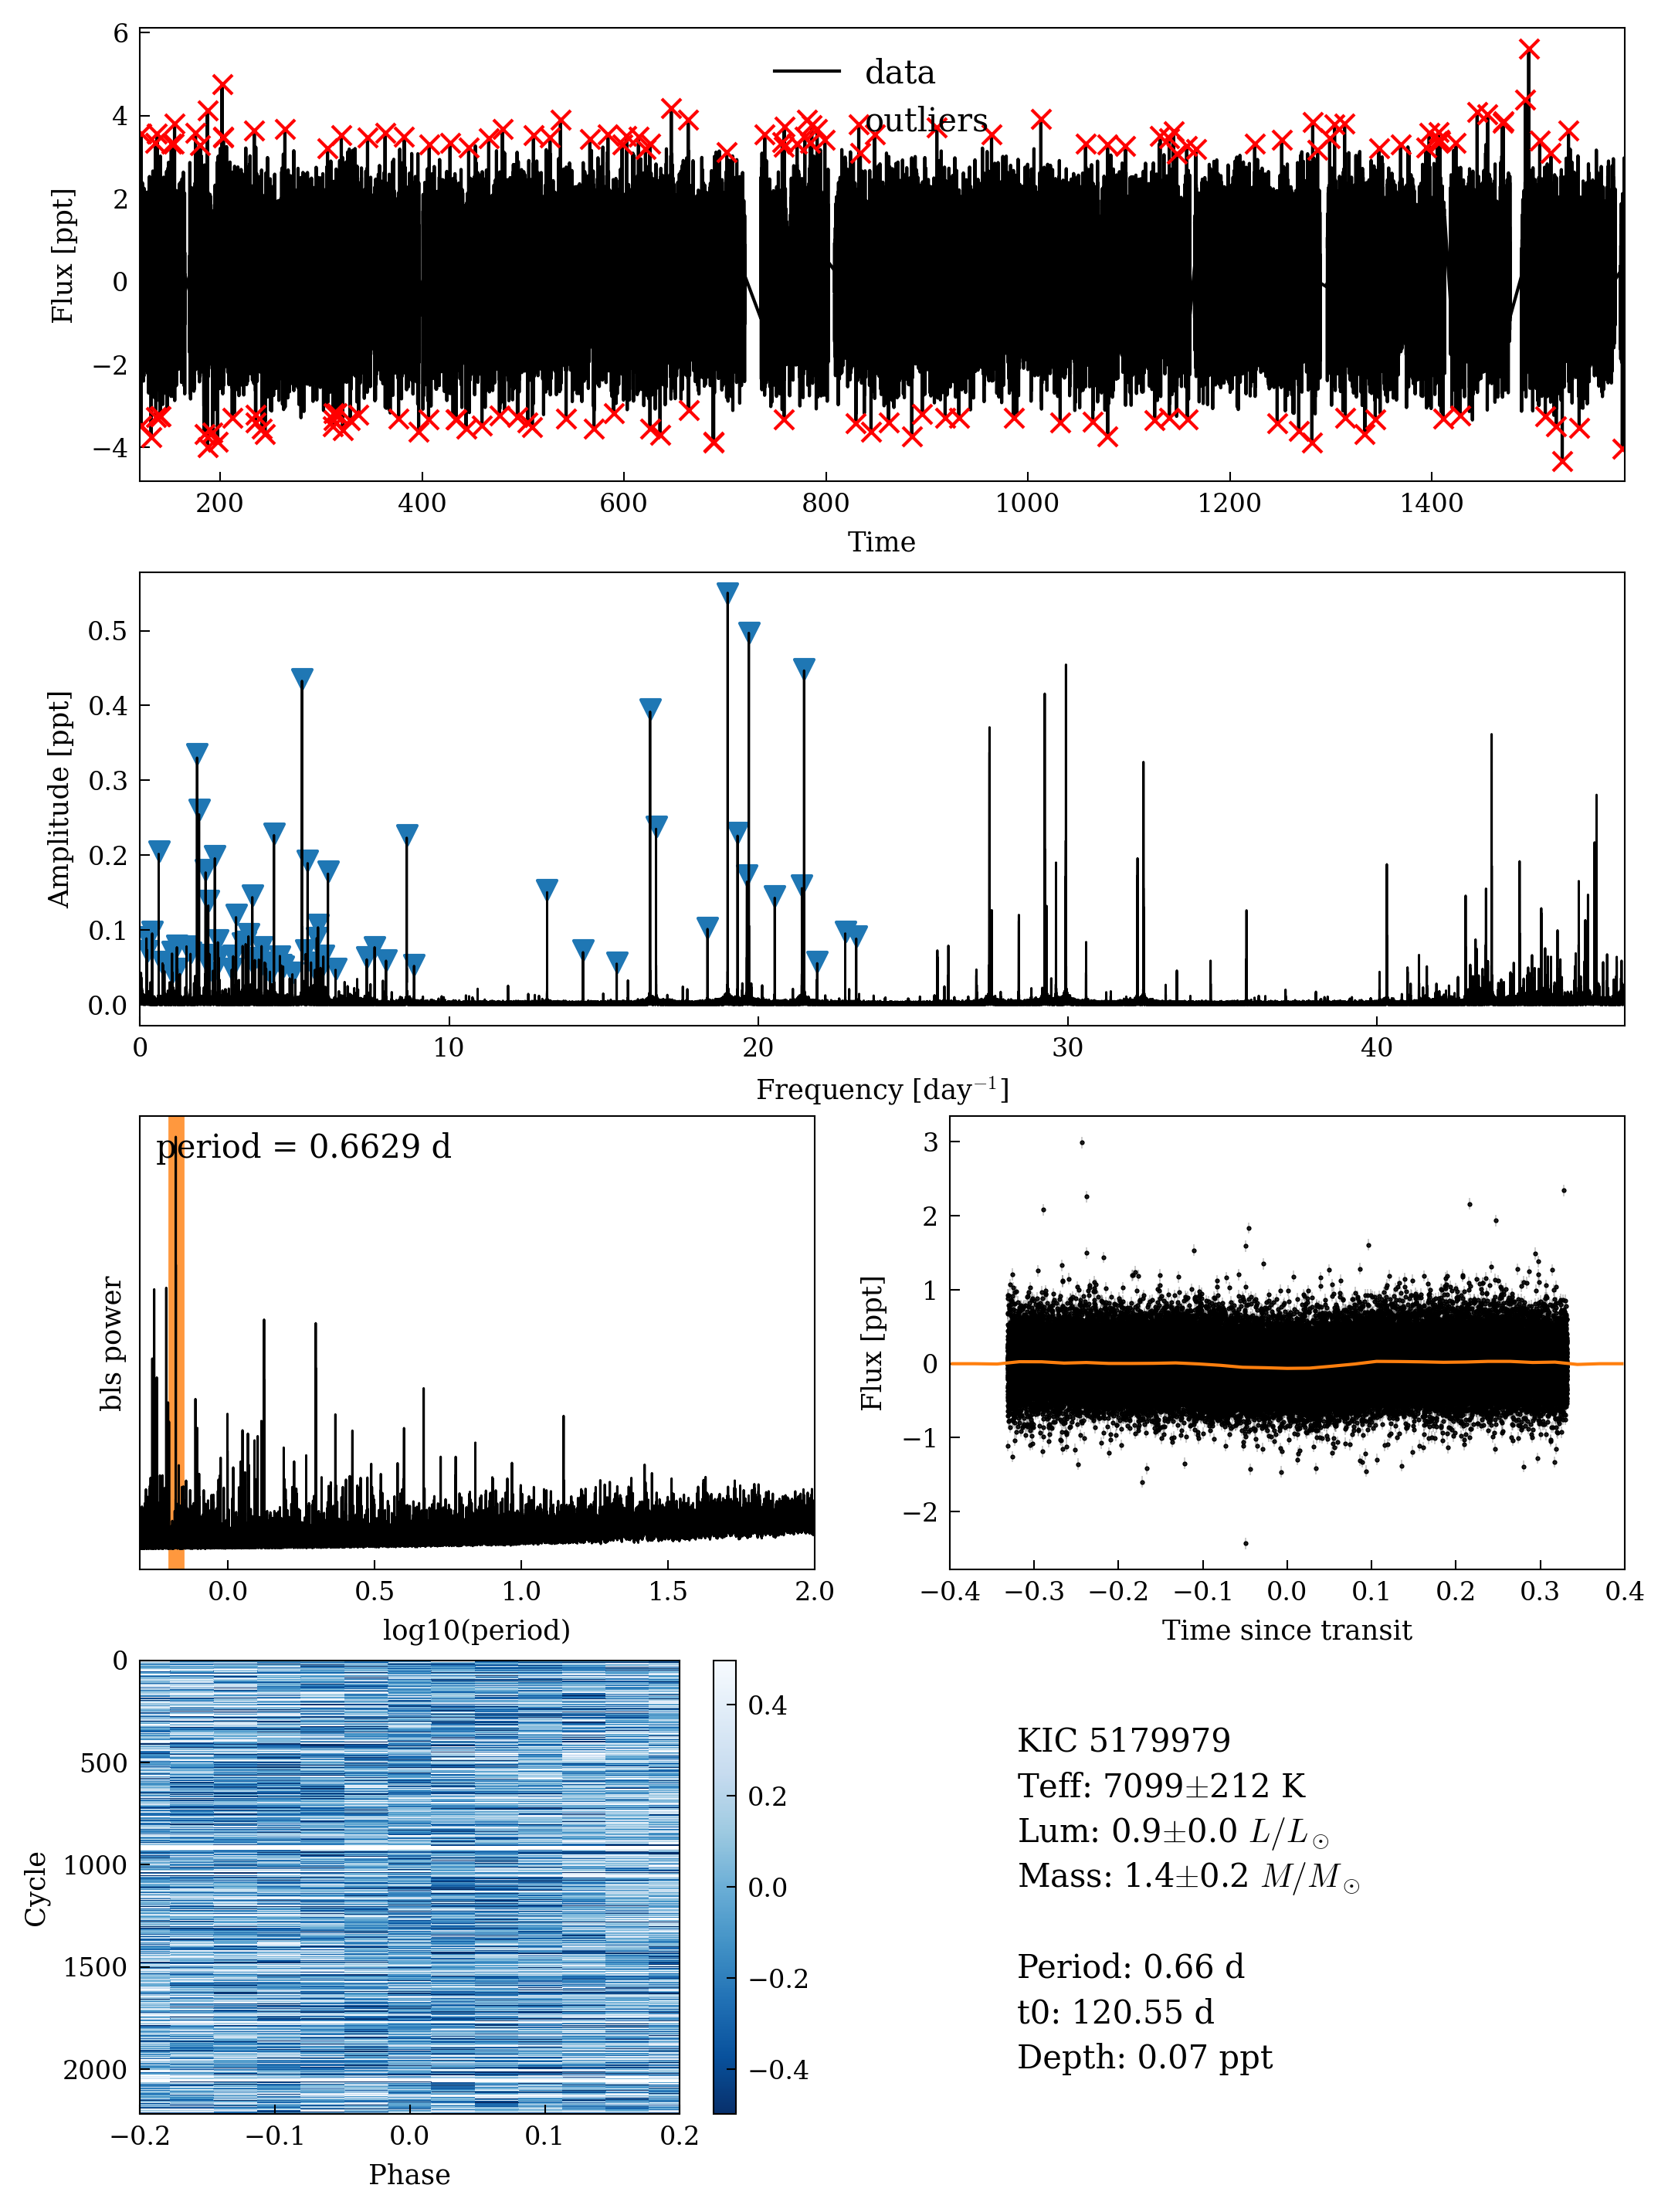 6
4
2
0
−2
−4
Flux [ppt]
data
outliers
200
400
600
800
1000
1200
1400
Time
0.5
0.4
0.3
0.2
0.1
0.0
Amplitude [ppt]
0
10
20
30
40
Frequency [day⁻¹]
period = 0.6629 d
bls power
0.0
0.5
1.0
1.5
2.0
log10(period)
3
2
1
0
−1
−2
Flux [ppt]
−0.4
−0.3
−0.2
−0.1
0.0
0.1
0.2
0.3
0.4
Time since transit
0
500
1000
1500
2000
Cycle
−0.2
−0.1
0.0
0.1
0.2
Phase
0.4
0.2
0.0
−0.2
−0.4
KIC 5179979
Teff: 7099±212 K
Lum: 0.9±0.0 L/L⊙
Mass: 1.4±0.2 M/M⊙
Period: 0.66 d
t0: 120.55 d
Depth: 0.07 ppt